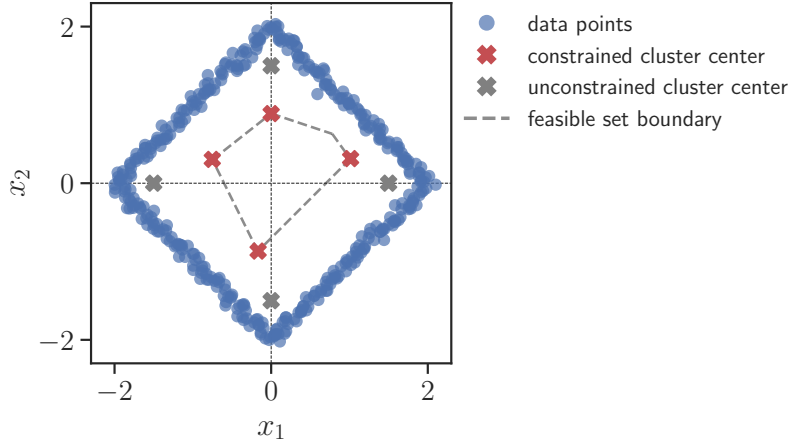 data points
constrained cluster center
unconstrained cluster center
feasible set boundary
x₂
2
0
−2
−2 0 2
x₁